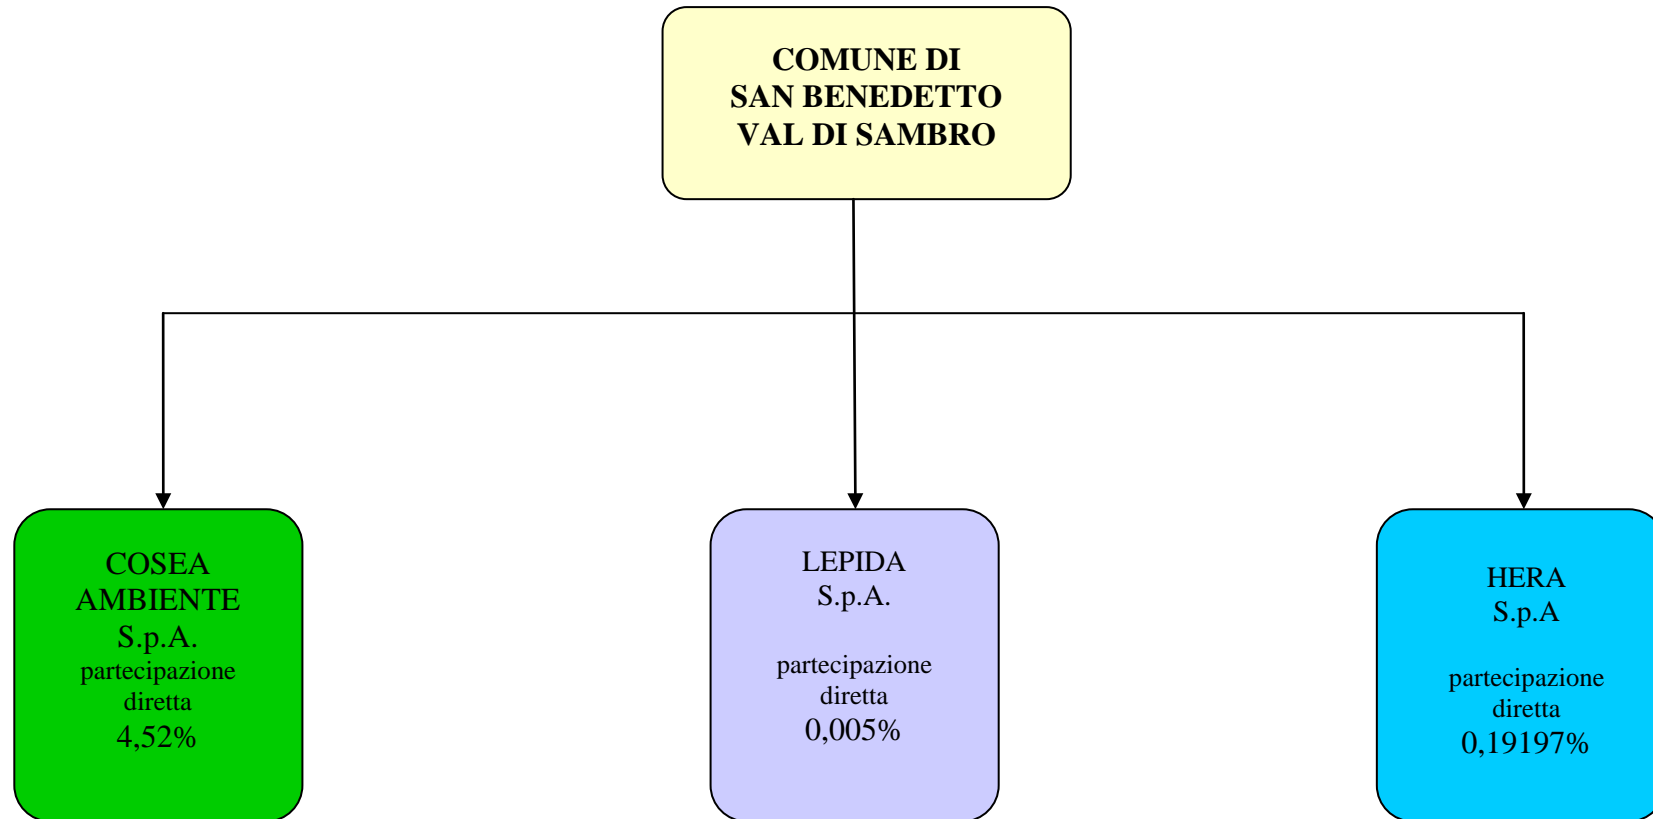 COMUNE DI
SAN BENEDETTO
VAL DI SAMBRO
COSEA
AMBIENTE
S.p.A.
partecipazione
diretta
4,52%
LEPIDA
S.p.A.
partecipazione
diretta
0,005%
HERA
S.p.A
partecipazione
diretta
0,19197%